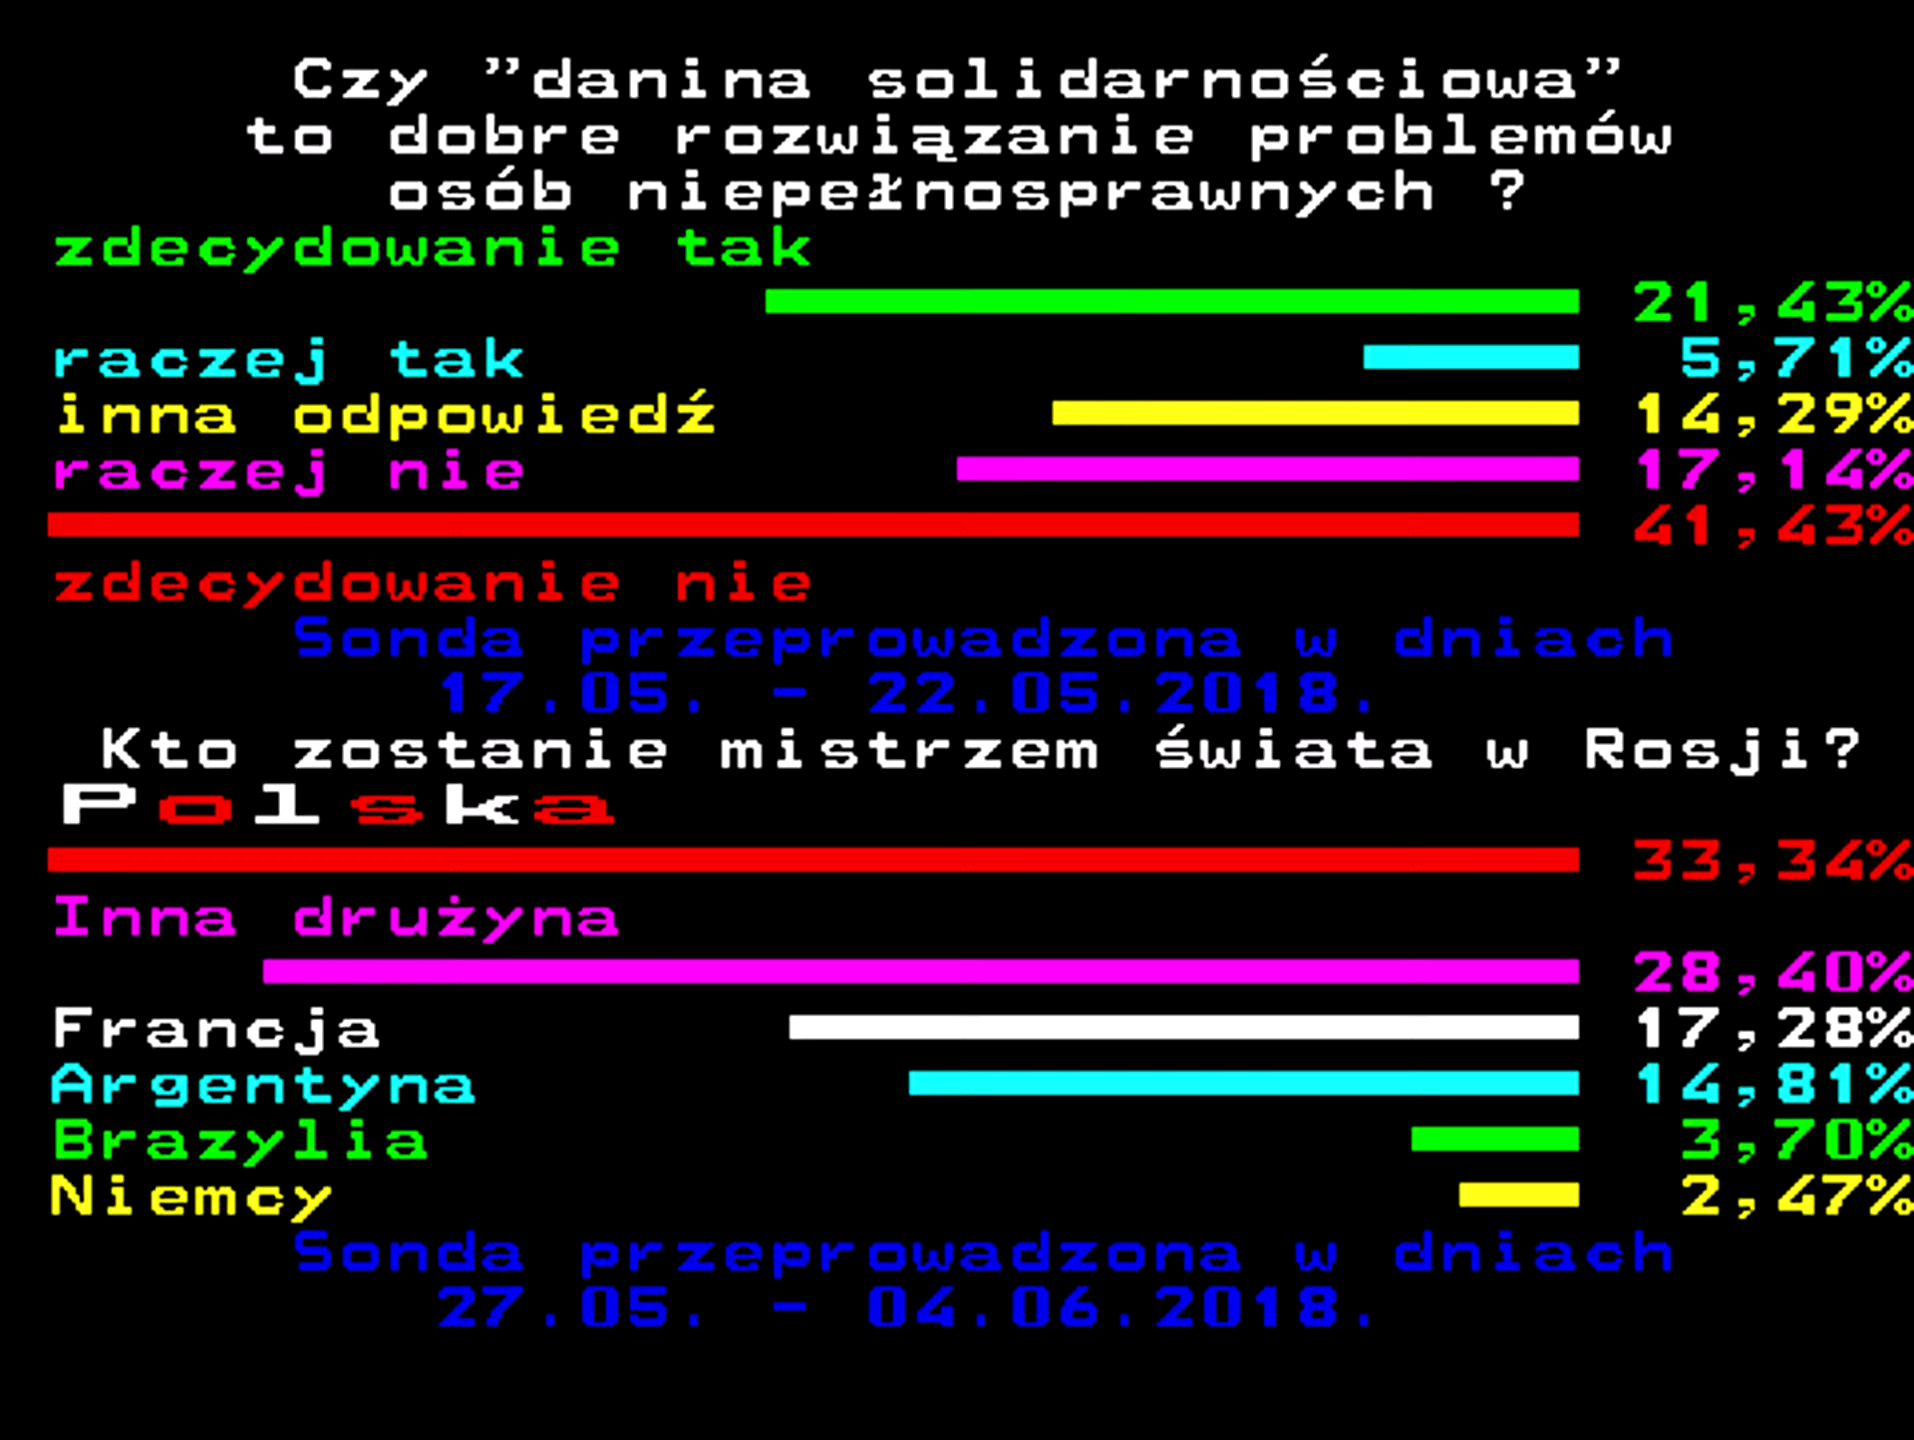 Czy ”danina solidarnościowa”
to dobre rozwiązanie problemów
osób niepełnosprawnych ?
zdecydowanie tak
21,43%
raczej tak 5,71%
inna odpowiedź 14,29%
raczej nie 17,14%
41,43%
zdecydowanie nie
Sonda przeprowadzona w dniach
17.05. - 22.05.2018.
Kto zostanie mistrzem świata w Rosji?
Polska
33,34%
Inna drużyna
28,40%
Francja 17,28%
Argentyna 14,81%
Brazylia 3,70%
Niemcy 2,47%
Sonda przeprowadzona w dniach
27.05. - 04.06.2018.